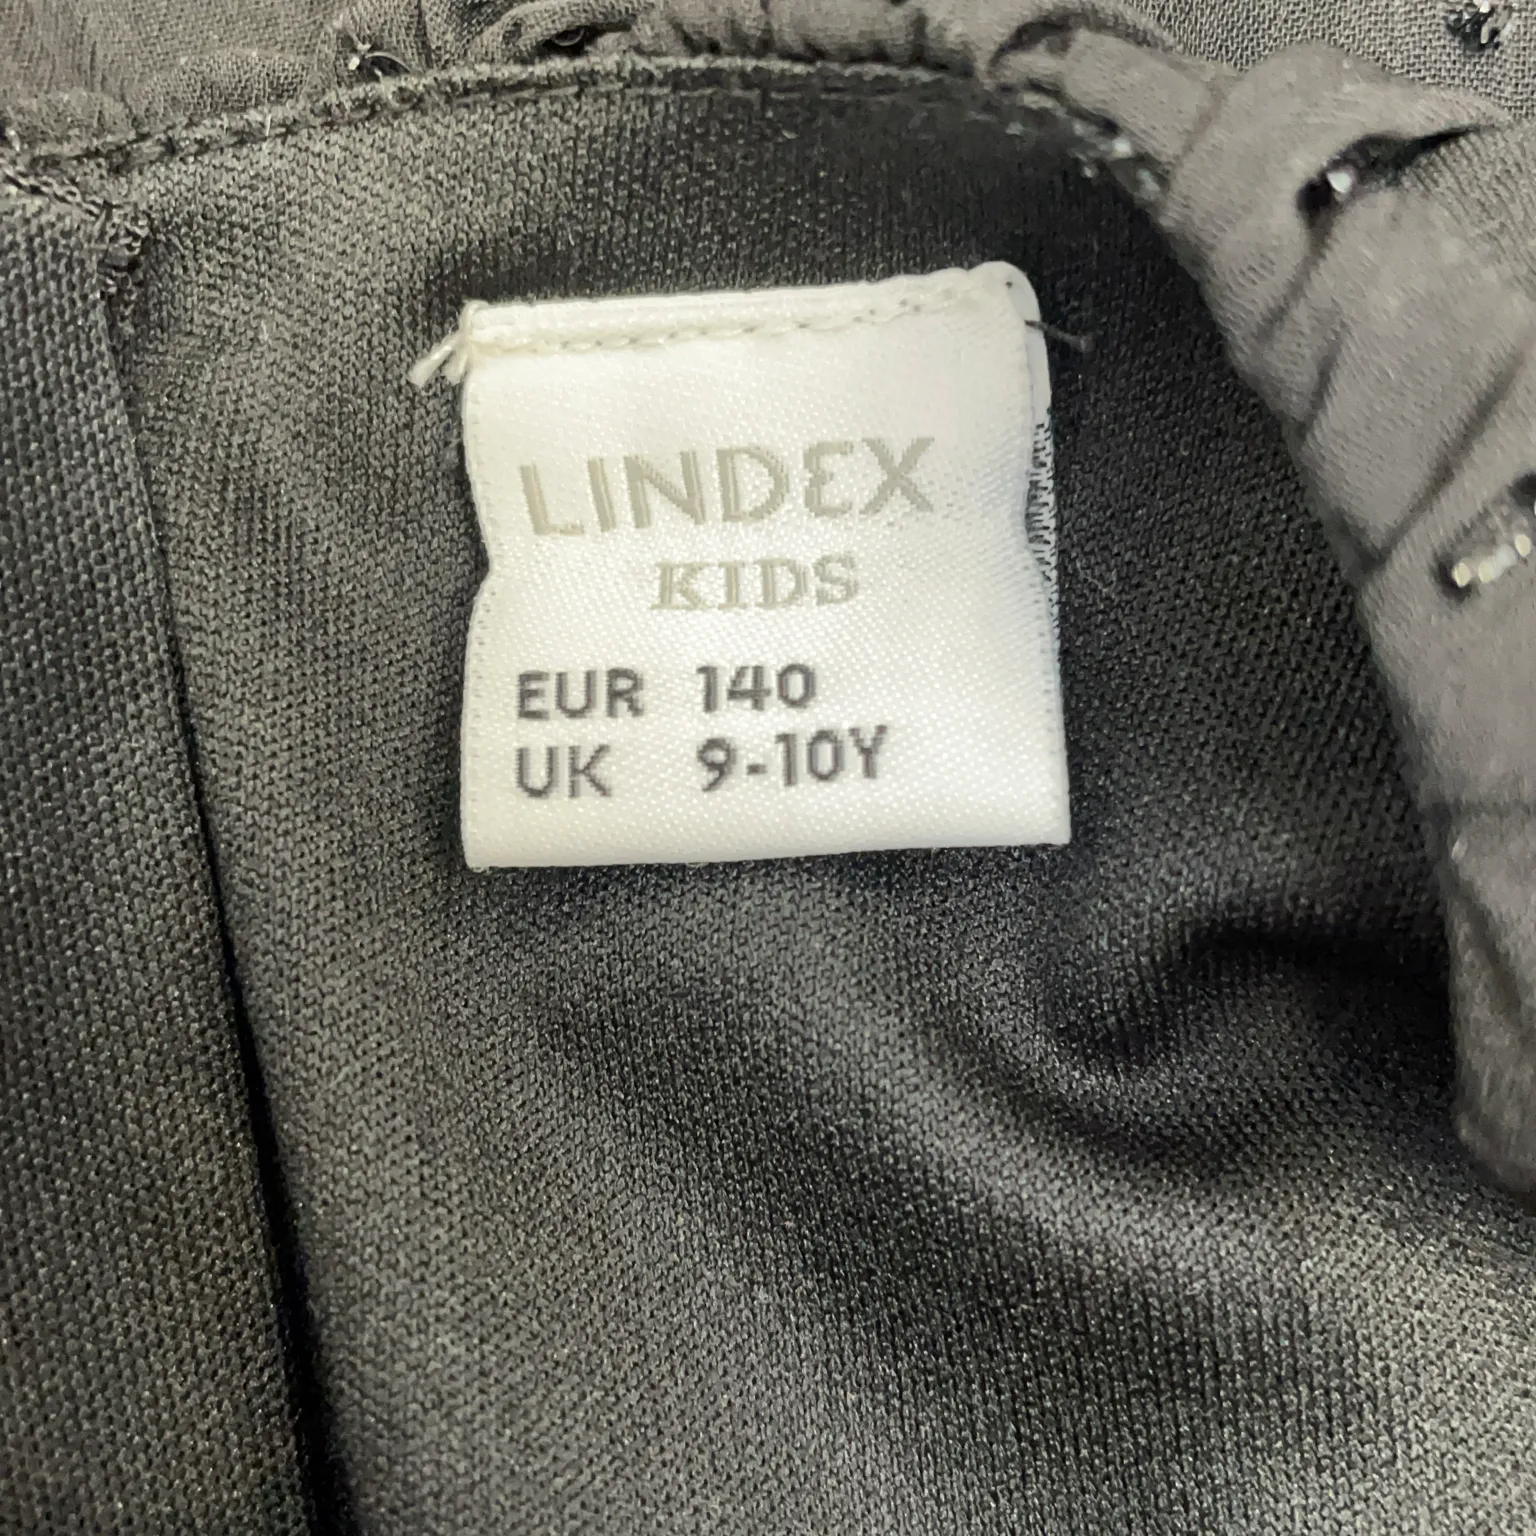 LINDEX
KIDS
EUR 140
UK 9-10Y